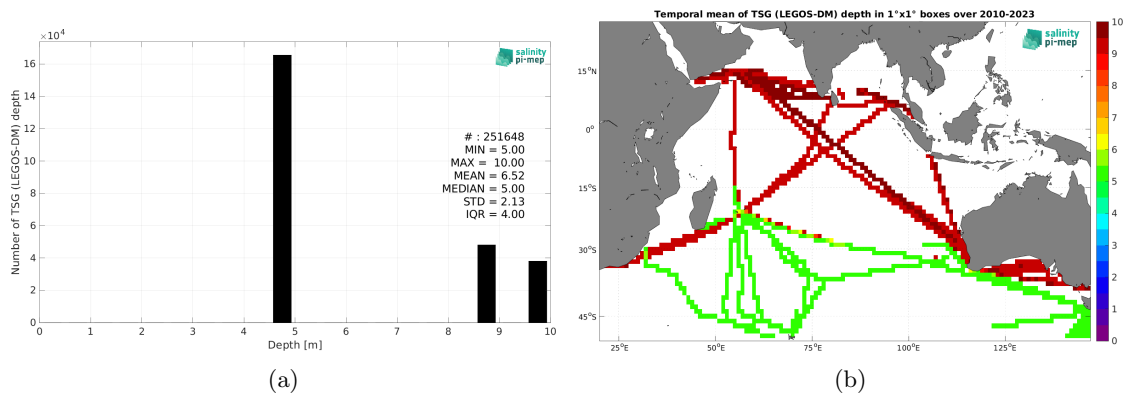 ×10⁴
salinity
pi-mep
Number of TSG (LEGOS-DM) depth
16
14
12
10
8
6
4
2
0
# : 251648
MIN = 5.00
MAX = 10.00
MEAN = 6.52
MEDIAN = 5.00
STD = 2.13
IQR = 4.00
0 1 2 3 4 5 6 7 8 9 10
Depth [m]
(a)
Temporal mean of TSG (LEGOS-DM) depth in 1°x1° boxes over 2010-2023
salinity
pi-mep
15°N
0°
15°S
30°S
45°S
25°E 50°E 75°E 100°E 125°E
10
9
8
7
6
5
4
3
2
1
0
(b)